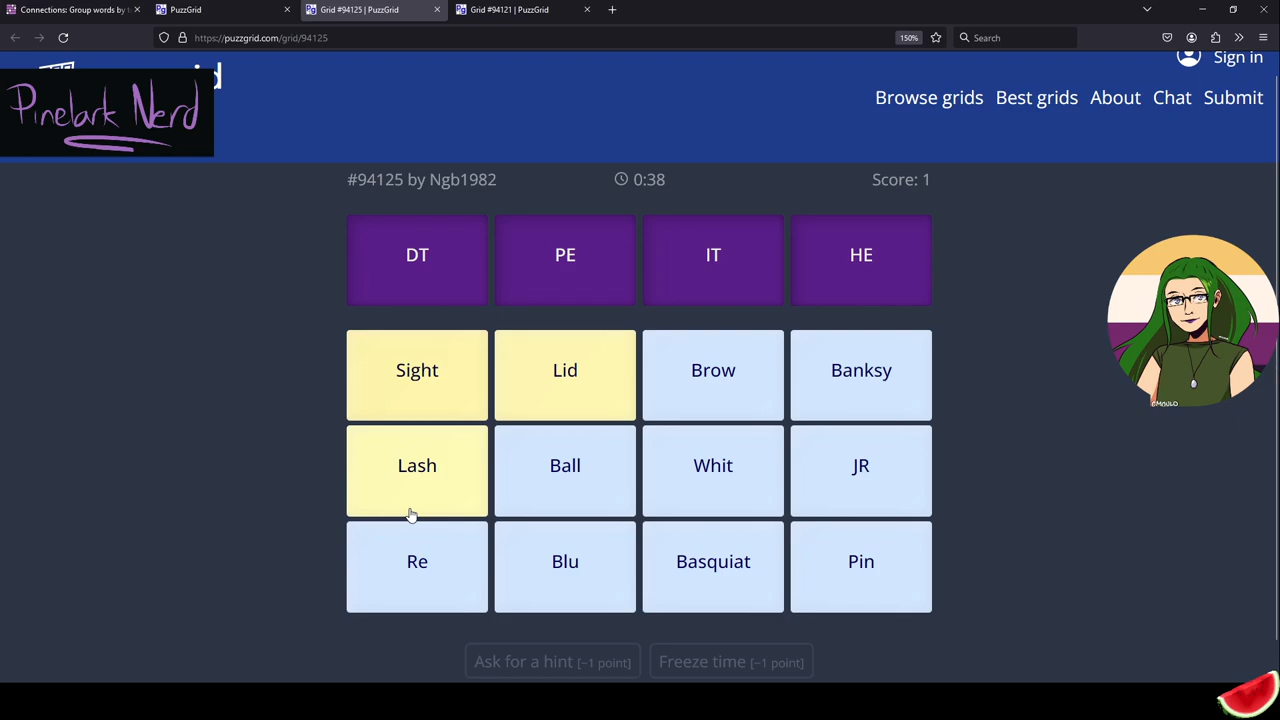 Connections: Group words by t
PuzzGrid
Grid #94125 | PuzzGrid
Grid #94121 | PuzzGrid
https://puzzgrid.com/grid/94125
150%
Search
Pinelark Nerd
Sign in
Browse grids
Best grids
About
Chat
Submit
#94125 by Ngb1982
0:38
Score: 1
DT
PE
IT
HE
Sight
Lid
Brow
Banksy
Lash
Ball
Whit
JR
Re
Blu
Basquiat
Pin
Ask for a hint [−1 point]
Freeze time [−1 point]